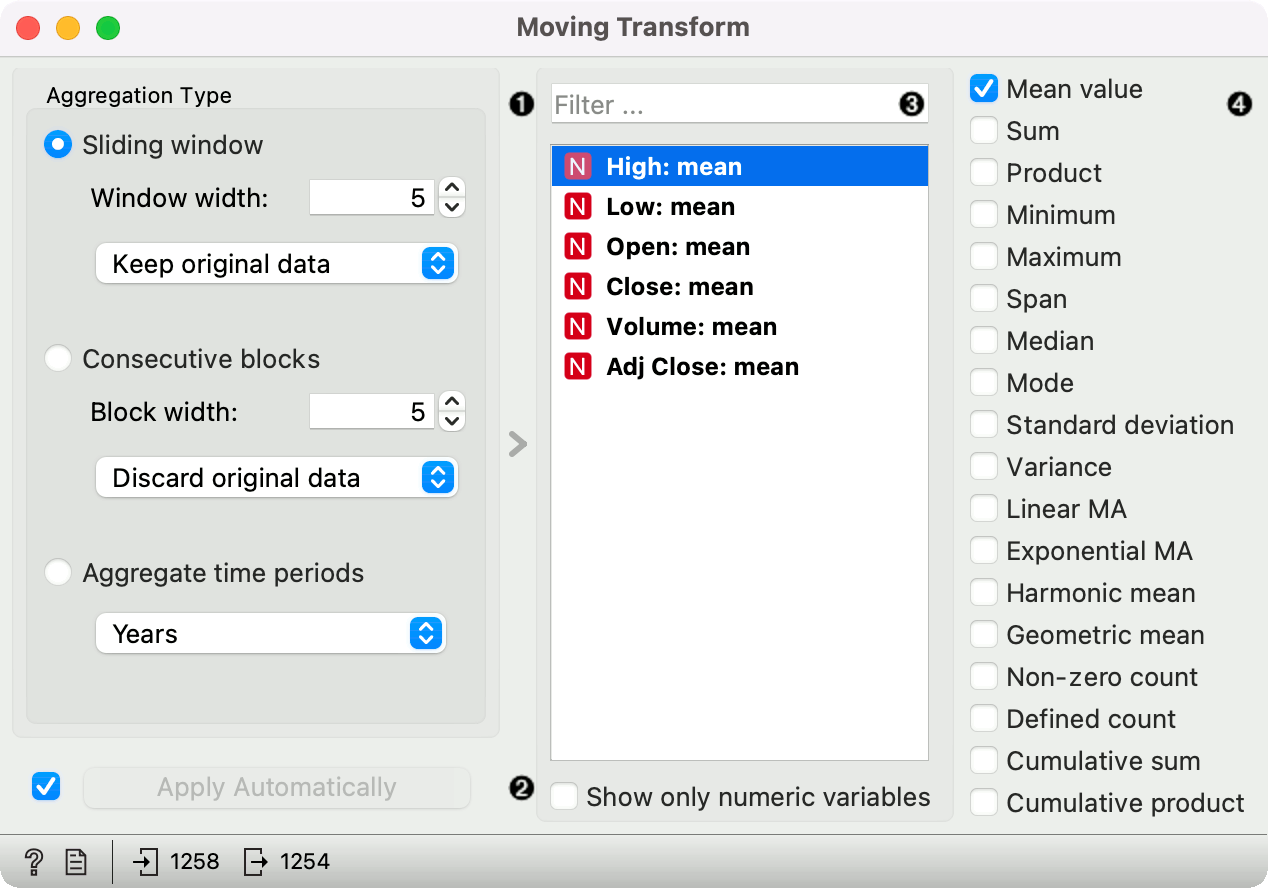 Moving Transform
Aggregation Type
Sliding window
Window width: 5
Keep original data
Consecutive blocks
Block width: 5
Discard original data
Aggregate time periods
Years
Apply Automatically
❶
❷
Filter ... ❸
N High: mean
N Low: mean
N Open: mean
N Close: mean
N Volume: mean
N Adj Close: mean
Show only numeric variables
❹
Mean value
Sum
Product
Minimum
Maximum
Span
Median
Mode
Standard deviation
Variance
Linear MA
Exponential MA
Harmonic mean
Geometric mean
Non-zero count
Defined count
Cumulative sum
Cumulative product
? 1258 1254